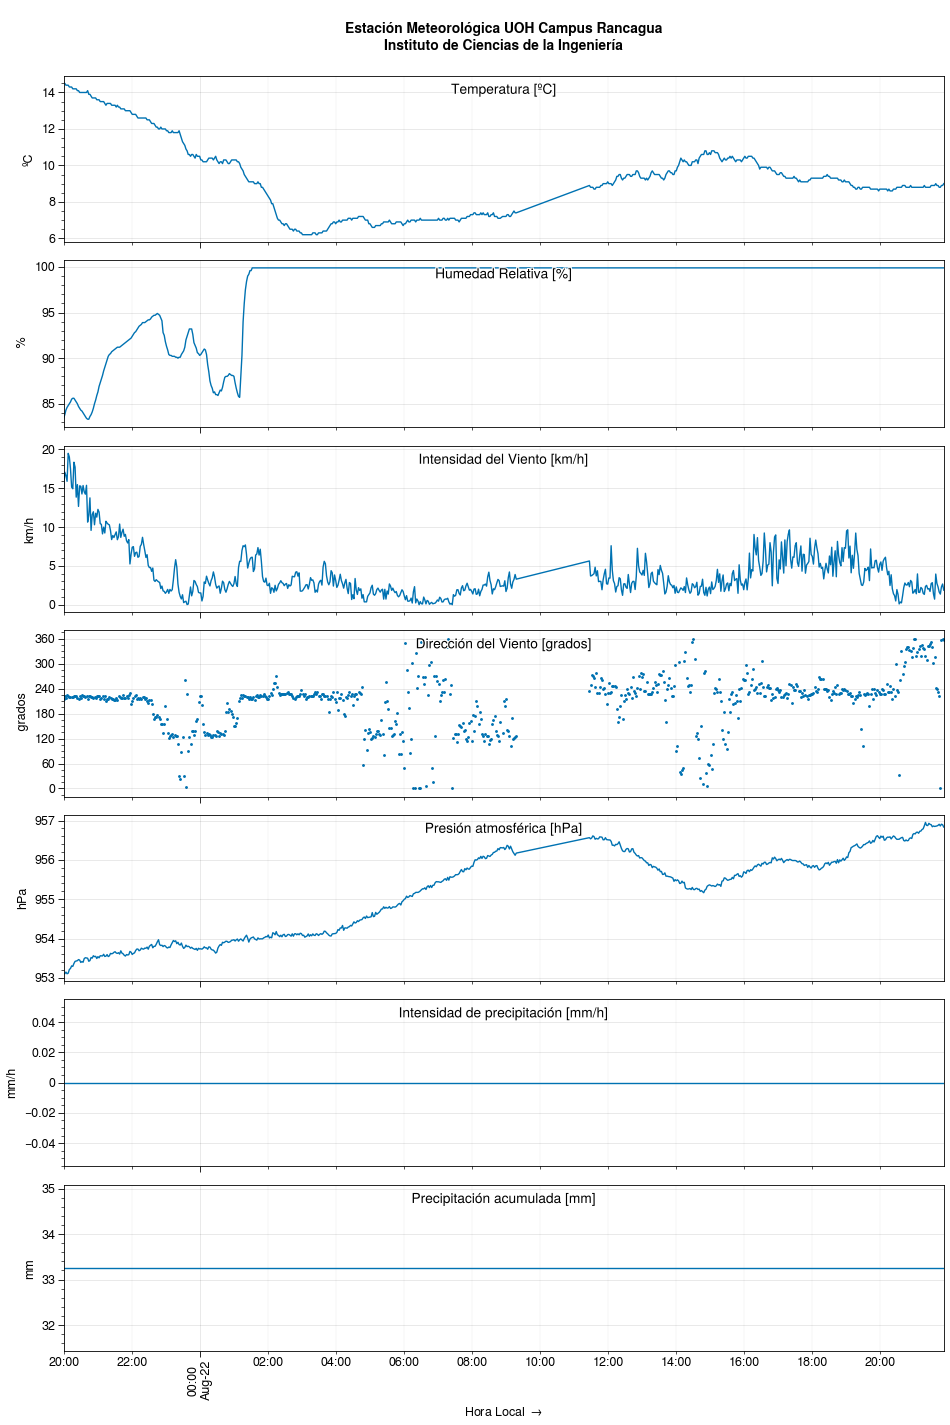 Estación Meteorológica UOH Campus Rancagua
Instituto de Ciencias de la Ingeniería
Temperatura [ºC]
ºC
14
12
10
8
6
Humedad Relativa [%]
%
100
95
90
85
Intensidad del Viento [km/h]
km/h
20
15
10
5
0
Dirección del Viento [grados]
grados
360
300
240
180
120
60
0
Presión atmosférica [hPa]
hPa
957
956
955
954
953
Intensidad de precipitación [mm/h]
mm/h
0.04
0.02
0
−0.02
−0.04
Precipitación acumulada [mm]
mm
35
34
33
32
20:00 22:00 00:00 02:00 04:00 06:00 08:00 10:00 12:00 14:00 16:00 18:00 20:00
Aug-22
Hora Local →